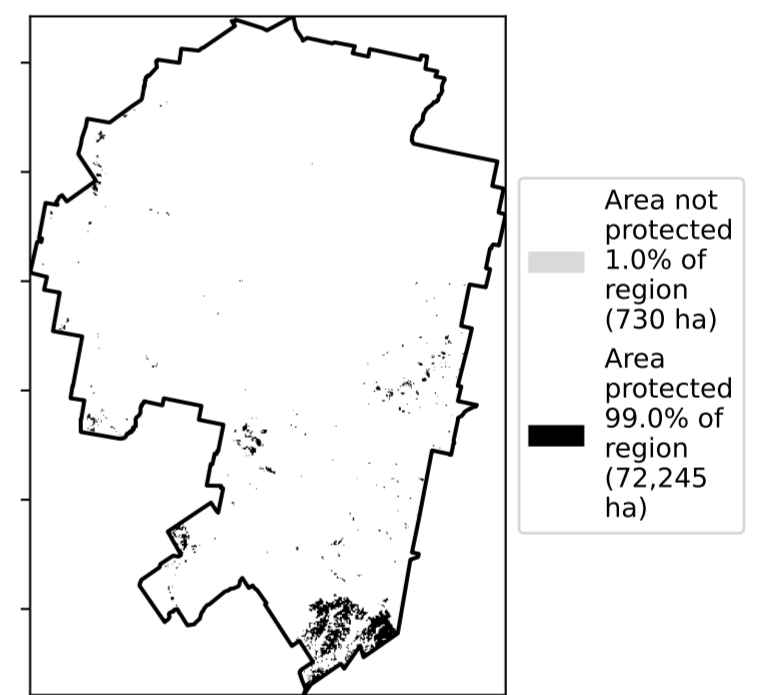 Area not
protected
1.0% of
region
(730 ha)
Area
protected
99.0% of
region
(72,245
ha)